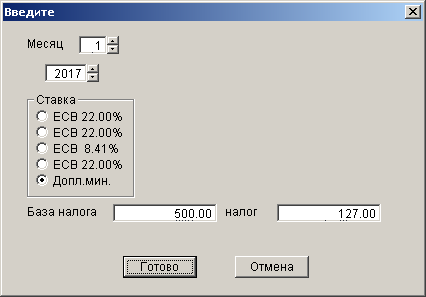 Введите
Месяц 1
2017
Ставка
ЕСВ 22.00%
ЕСВ 22.00%
ЕСВ 8.41%
ЕСВ 22.00%
Допл.мин.
База налога 500.00 налог 127.00
Готово Отмена